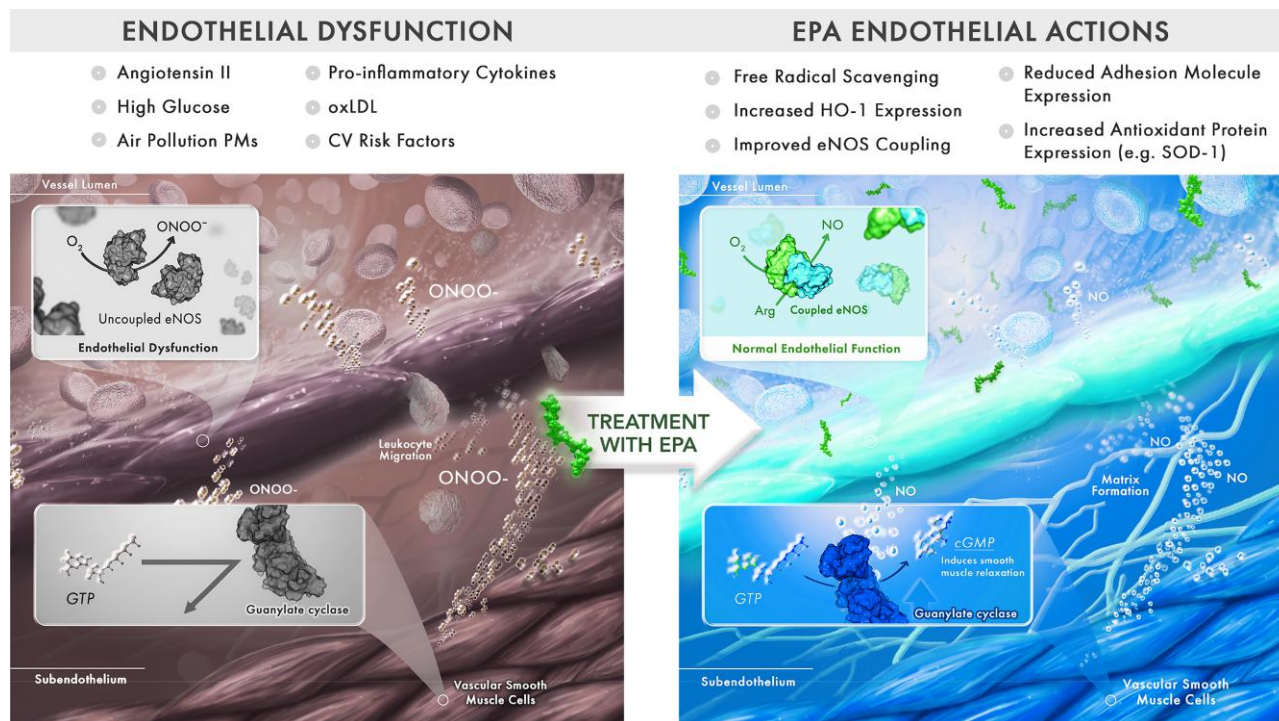 ENDOTHELIAL DYSFUNCTION
Angiotensin II
High Glucose
Air Pollution PMs
Pro-inflammatory Cytokines
oxLDL
CV Risk Factors
Vessel Lumen
O2
ONOO⁻
Uncoupled eNOS
Endothelial Dysfunction
ONOO-
Leukocyte
Migration
ONOO-
ONOO-
GTP
Guanylate cyclase
Subendothelium
Vascular Smooth
Muscle Cells
TREATMENT
WITH EPA
EPA ENDOTHELIAL ACTIONS
Free Radical Scavenging
Increased HO-1 Expression
Improved eNOS Coupling
Reduced Adhesion Molecule
Expression
Increased Antioxidant Protein
Expression (e.g. SOD-1)
Vessel Lumen
O2
NO
Arg
Coupled eNOS
Normal Endothelial Function
NO
NO
NO
Matrix
Formation
NO
GTP
cGMP
Induces smooth
muscle relaxation
Guanylate cyclase
Subendothelium
Vascular Smooth
Muscle Cells